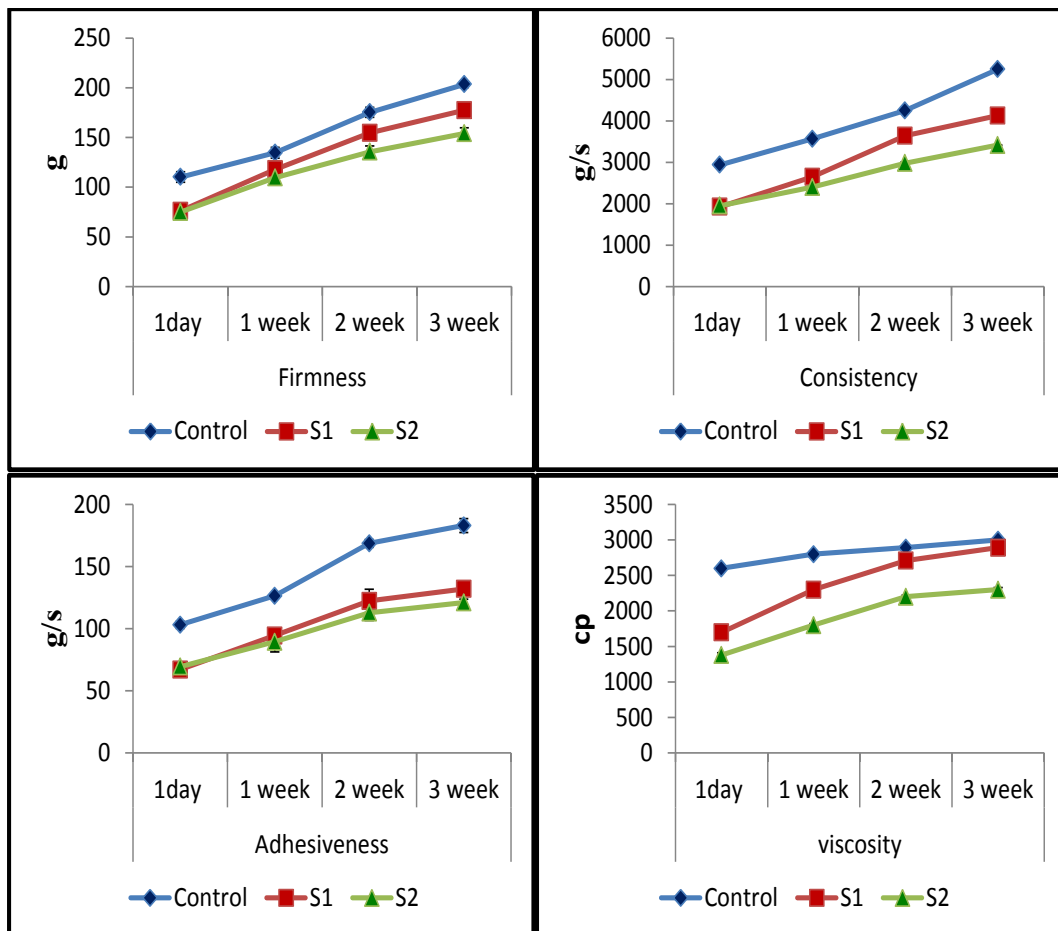 250
200
150
100
50
0
g
1day 1 week 2 week 3 week
Firmness
Control S1 S2
6000
5000
4000
3000
2000
1000
0
g/s
1day 1 week 2 week 3 week
Consistency
Control S1 S2
200
150
100
50
0
g/s
1day 1 week 2 week 3 week
Adhesiveness
Control S1 S2
3500
3000
2500
2000
1500
1000
500
0
cp
1day 1 week 2 week 3 week
viscosity
Control S1 S2